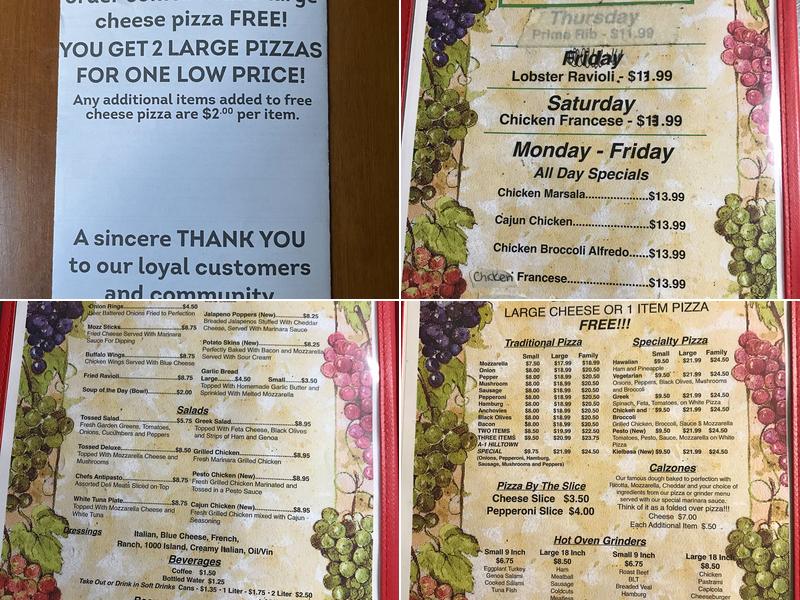 cheese pizza FREE!
YOU GET 2 LARGE PIZZAS
FOR ONE LOW PRICE!
Any additional items added to free
cheese pizza are $2.00 per item.
A sincere THANK YOU
to our loyal customers
and community
Thursday
Prime Rib - $11.99
Friday
Lobster Ravioli - $11.99
Saturday
Chicken Francese - $11.99
Monday - Friday
All Day Specials
Chicken Marsala.....................$13.99
Cajun Chicken.......................$13.99
Chicken Broccoli Alfredo......$13.99
Chicken Francese....................$13.99
Onion Rings...................$4.50
Beer Battered Onions Fried to Perfection
Mozz Sticks....................$8.75
Fried Cheese Served with Marinara
Sauce For Dipping
Buffalo Wings.................$8.75
Chicken Wings Served with Blue Cheese
Fried Ravioli...................$8.75
Soup of the Day (Bowl)..........$2.00
Jalapeno Poppers (New)..........$8.25
Breaded Jalapenos Stuffed With Cheddar
Cheese, Served With Marinara Sauce
Potato Skins (New)................$8.25
Perfectly Baked With Bacon and Mozzarella
Served With Sour Cream
Garlic Bread
Large......$4.50 Small......$3.50
Topped With Homemade Garlic Butter and
Sprinkled With Melted Mozzarella
Salads
Tossed Salad..................$5.75
Fresh Garden Greens, Tomatoes,
Onions, Cucumbers and Peppers
Tossed Deluxe................$8.50
Topped With Mozzarella Cheese and
Mushrooms
Chefs Antipasto...............$8.75
Assorted Deli Meats Sliced on-Top
White Tuna Plate..............$8.75
Topped With Mozzarella Cheese and
White Tuna
Greek Salad.......................$8.95
Topped With Feta Cheese, Black Olives
and Strips of Ham and Genoa
Grilled Chicken...................$8.95
Fresh Marinara Grilled Chicken
Pesto Chicken (New)...............$8.95
Fresh Grilled Chicken Marinated and
Tossed in a Pesto Sauce
Cajun Chicken (New)...............$8.95
Fresh Grilled Chicken mixed with Cajun
Seasoning
Dressings
Italian, Blue Cheese, French,
Ranch, 1000 Island, Creamy Italian, Oil/Vin
Beverages
Coffee $1.50
Bottled Water $1.25
Take Out or Drink in Soft Drinks Cans - $1.35 • 1 Liter - $1.75 • 2 Liter $2.50
LARGE CHEESE OR 1 ITEM PIZZA
FREE!!!
Traditional Pizza
Small Large Family
Mozzarella $7.50 $17.99 $18.99
Onion $8.00 $18.99 $20.50
Pepper $8.00 $18.99 $20.50
Mushroom $8.00 $18.99 $20.50
Sausage $8.00 $18.99 $20.50
Pepperoni $8.00 $18.99 $20.50
Hamburg $8.00 $18.99 $20.50
Anchovies $8.00 $18.99 $20.50
Black Olives $8.00 $18.99 $20.50
Bacon $8.00 $18.99 $20.50
TWO ITEMS $8.50 $19.99 $22.50
THREE ITEMS $9.50 $20.99 $23.75
A-1 HILLTOWN
SPECIAL $9.75 $21.99 $24.50
(Onions, Pepperoni, Hamburg,
Sausage, Mushrooms and Peppers)
Specialty Pizza
Small Large Family
Hawaiian $9.50 $21.99 $24.50
Ham and Pineapple
Vegetarian $9.50 $21.99 $24.50
Onions, Peppers, Black Olives, Mushrooms
and Broccoli
Greek $9.50 $21.99 $24.50
Spinach, Feta, Tomatoes, on White Pizza
Chicken and $9.50 $21.99 $24.50
Broccoli
Grilled Chicken, Broccoli, Sauce & Mozzarella
Pesto (New) $9.50 $21.99 $24.50
Tomatoes, Pesto, Sauce, Mozzarella on White
Pizza
Kielbasa (New) $9.50 $21.99 $24.50
Pizza By The Slice
Cheese Slice $3.50
Pepperoni Slice $4.00
Calzones
Our famous dough baked to perfection with
Ricotta, Mozzarella, Cheddar and your choice of
ingredients from our pizza or grinder menu
served with our special marinara sauce.
Think of it as a folded over pizza!!!
Cheese $7.00
Each Additional Item $.50
Hot Oven Grinders
Small 9 Inch
$6.75
Eggplant Turkey
Genoa Salami
Cooked Salami
Tuna Fish
Large 18 Inch
$8.50
Ham
Meatball
Sausage
Coldcuts
Meatless
Small 9 Inch
$6.75
Roast Beef
BLT
Breaded Veal
Hamburg
Large 18 Inch
$8.50
Chicken
Pastrami
Capicola
Cheeseburger